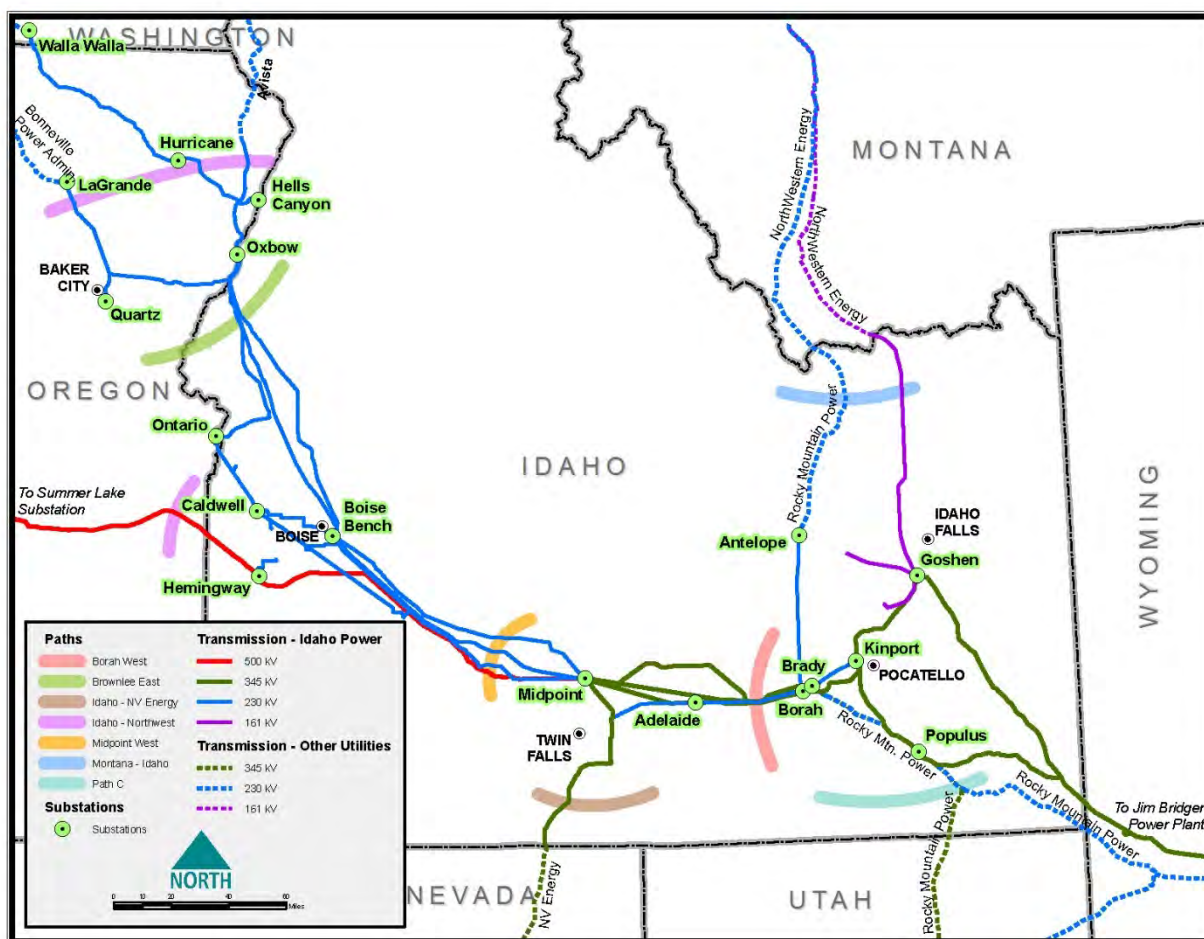 WASHINGTON
Walla Walla
Avista
Bonneville
Power Admin.
Hurricane
LaGrande
Hells
Canyon
Oxbow
BAKER
CITY
Quartz
OREGON
MONTANA
NorthWestern Energy
NorthWestern Energy
Ontario
IDAHO
Rocky Mountain Power
WYOMING
To Summer Lake
Substation
Caldwell
Boise
Bench
BOISE
Antelope
IDAHO
FALLS
Goshen
Hemingway
Kinport
POCATELLO
Brady
Borah
Midpoint
Adelaide
TWIN
FALLS
Rocky Mtn. Power
Populus
Rocky Mountain Power
Rocky Mountain Power
To Jim Bridger
Power Plant
NV Energy
NEVADA
UTAH
Paths
Borah West
Brownlee East
Idaho - NV Energy
Idaho - Northwest
Midpoint West
Montana - Idaho
Path C
Substations
Substations
Transmission - Idaho Power
500 kV
345 kV
230 kV
161 kV
Transmission - Other Utilities
345 kV
230 kV
161 kV
NORTH
0 10 20 40 60
Miles